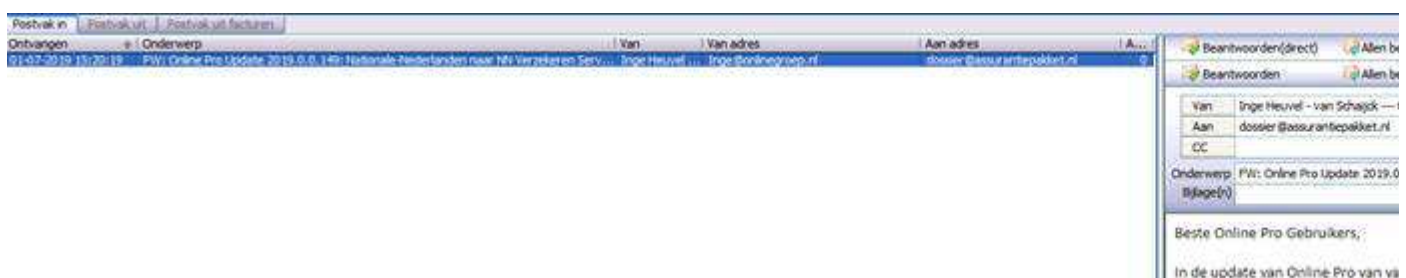 Postvak in Postvak uit Postvak uit facturen
Ontvangen Onderwerp Van Van adres Aan adres A...
01-07-2019 15:20:19 FW: Online Pro Update 2019.0.0.149: Nationale-Nederlanden naar NN Verzekeren Serv... Inge Heuvel ... Inge@onlinegroep.nl dossier@assurantiepakket.nl 0
Beantwoorden(direct) Allen be
Beantwoorden Allen be
Van Inge Heuvel - van Schaijck —
Aan dossier@assurantiepakket.nl
CC
Onderwerp FW: Online Pro Update 2019.0
Bijlage(n)
Beste Online Pro Gebruikers,
In de update van Online Pro van va